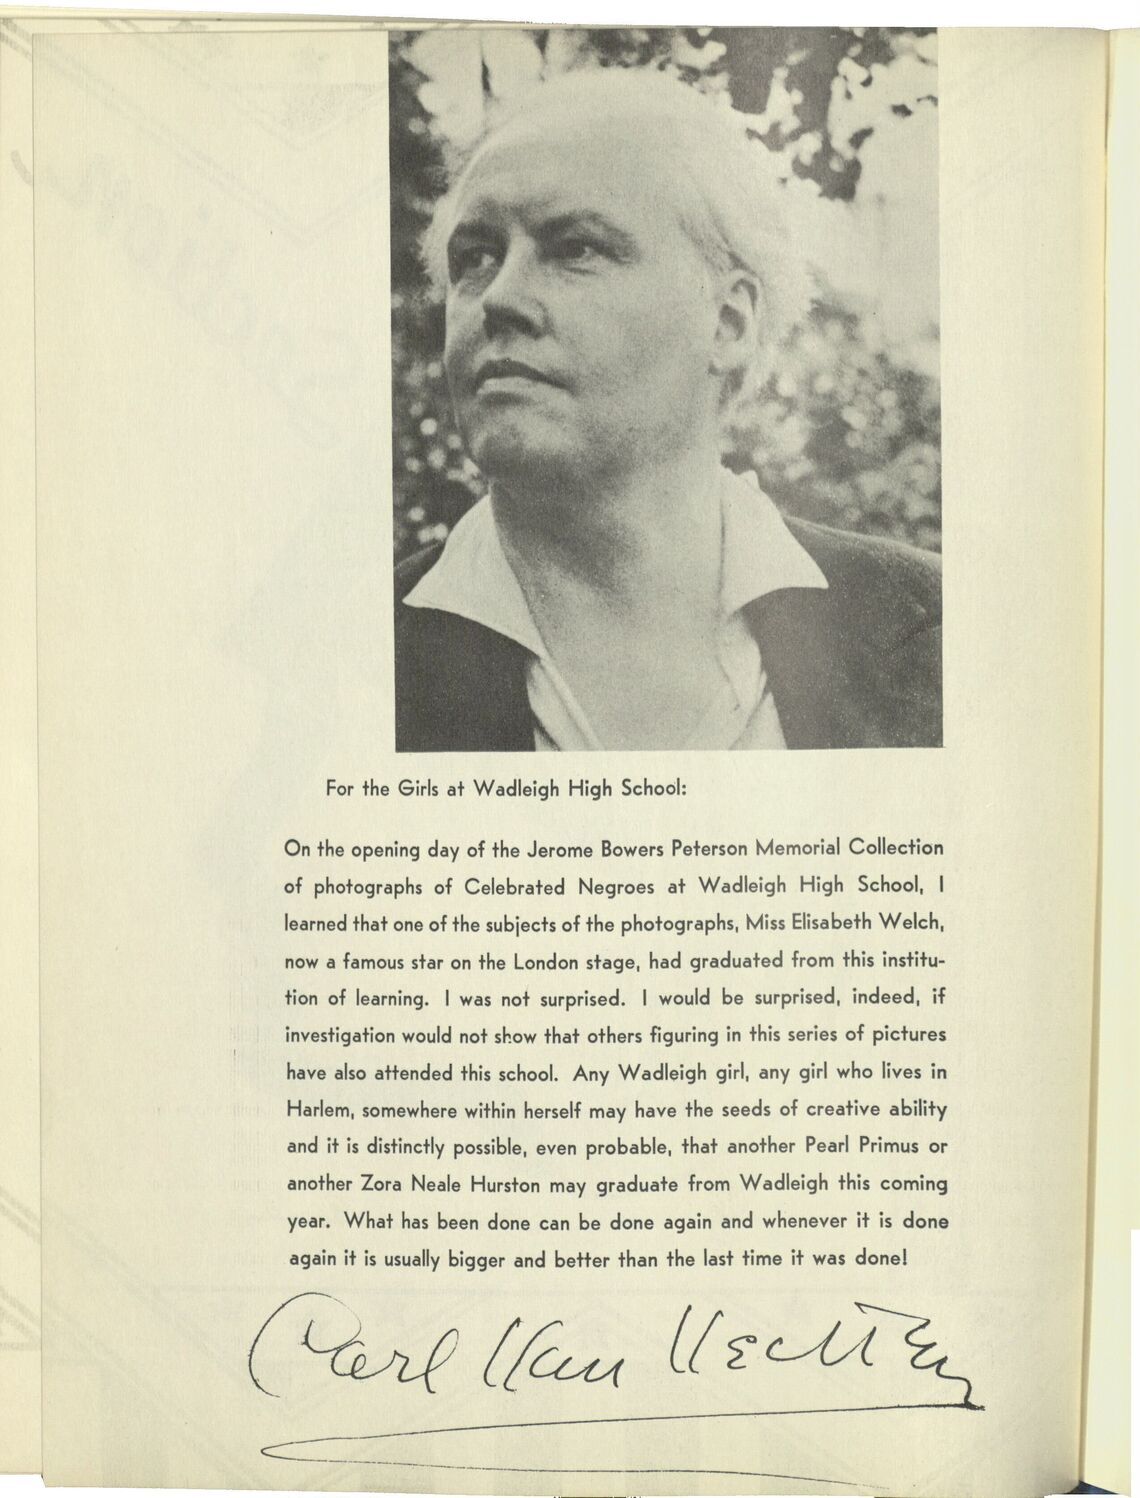 For the Girls at Wadleigh High School:
On the opening day of the Jerome Bowers Peterson Memorial Collection
of photographs of Celebrated Negroes at Wadleigh High School, I
learned that one of the subjects of the photographs, Miss Elisabeth Welch,
now a famous star on the London stage, had graduated from this institu-
tion of learning. I was not surprised. I would be surprised, indeed, if
investigation would not show that others figuring in this series of pictures
have also attended this school. Any Wadleigh girl, any girl who lives in
Harlem, somewhere within herself may have the seeds of creative ability
and it is distinctly possible, even probable, that another Pearl Primus or
another Zora Neale Hurston may graduate from Wadleigh this coming
year. What has been done can be done again and whenever it is done
again it is usually bigger and better than the last time it was done!
Carl Van Vechten